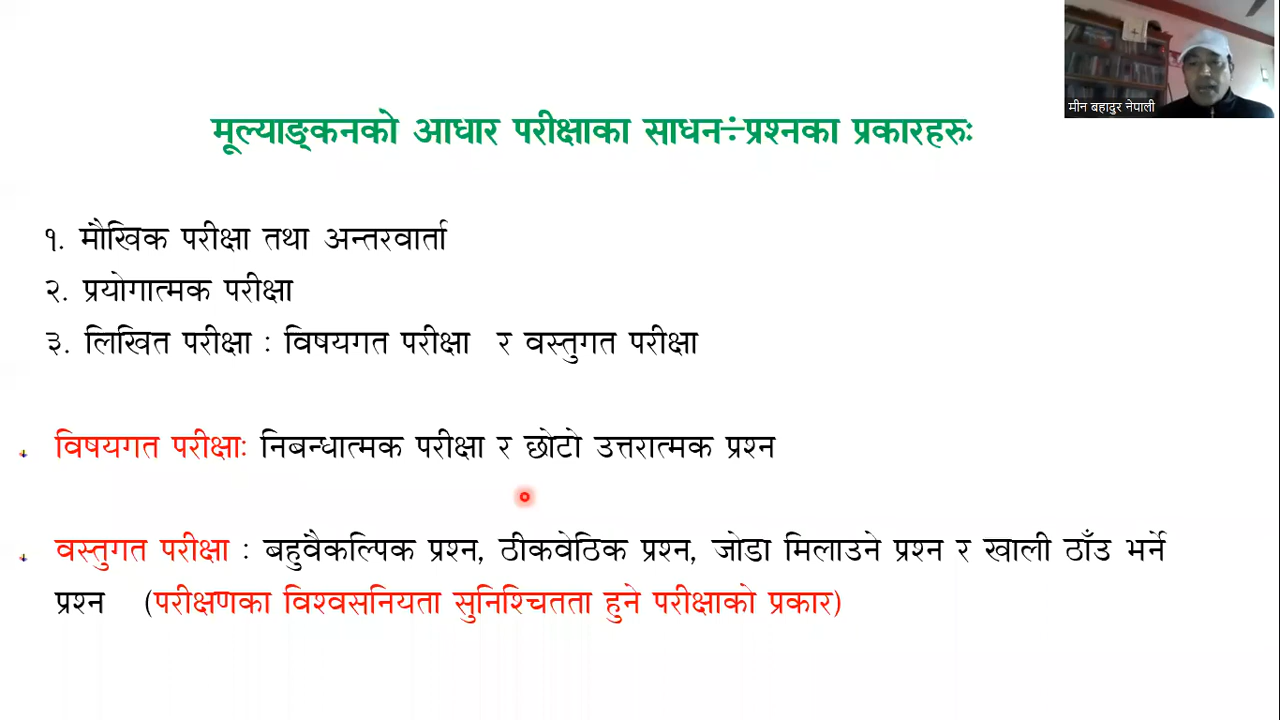 मीन बहादुर नेपाली
मूल्याङ्कनको आधार परीक्षाका साधन÷प्रश्नका प्रकारहरुः
१. मौखिक परीक्षा तथा अन्तरवार्ता
२. प्रयोगात्मक परीक्षा
३. लिखित परीक्षा : विषयगत परीक्षा र वस्तुगत परीक्षा
विषयगत परीक्षाः निबन्धात्मक परीक्षा र छोटो उत्तरात्मक प्रश्न
वस्तुगत परीक्षा : बहुवैकल्पिक प्रश्न, ठीकवेठिक प्रश्न, जोडा मिलाउने प्रश्न र खाली ठाँउ भर्ने
प्रश्न (परीक्षणका विश्वसनियता सुनिश्चितता हुने परीक्षाको प्रकार)